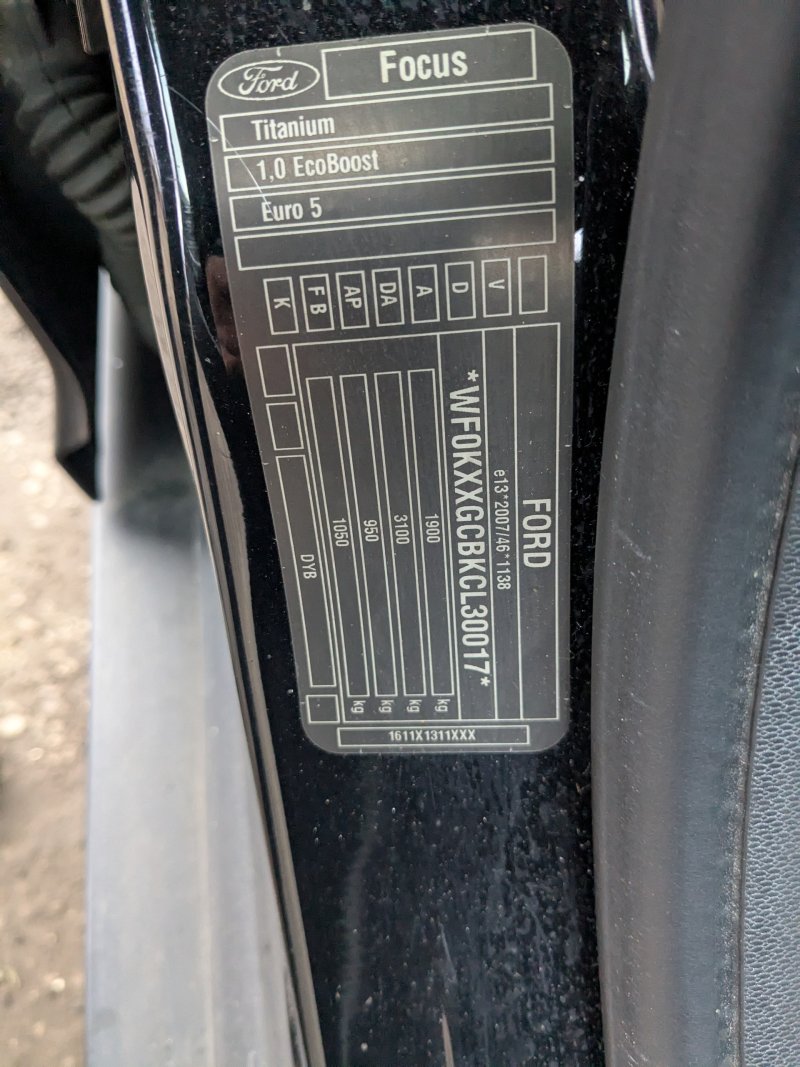 Ford
Focus
Titanium
1,0 EcoBoost
Euro 5
K
FB
AP
DA
A
D
V
FORD
e13*2007/46*1138
*WF0KXXGCBKCL30017*
1900 kg
3100 kg
950 kg
1050 kg
DYB
1611X1311XXX